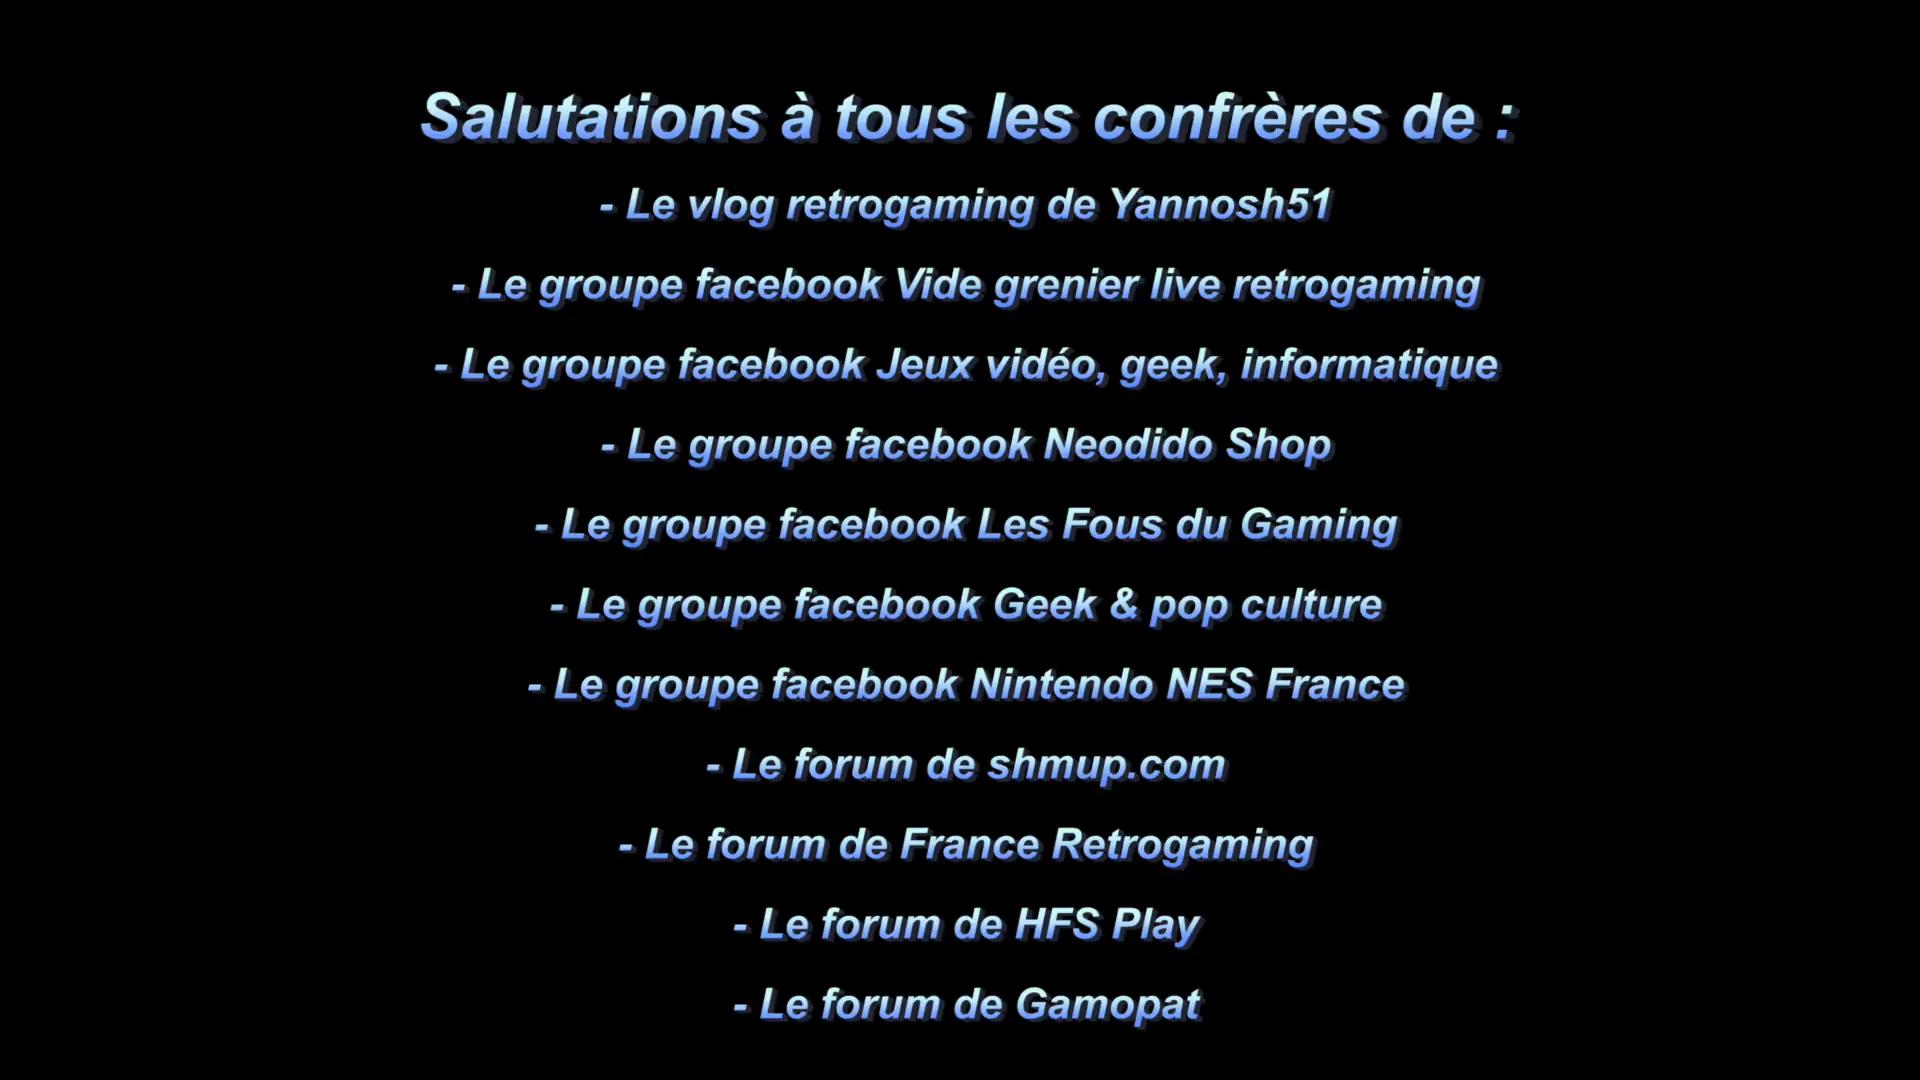 Salutations à tous les confrères de :
- Le vlog retrogaming de Yannosh51
- Le groupe facebook Vide grenier live retrogaming
- Le groupe facebook Jeux vidéo, geek, informatique
- Le groupe facebook Neodido Shop
- Le groupe facebook Les Fous du Gaming
- Le groupe facebook Geek & pop culture
- Le groupe facebook Nintendo NES France
- Le forum de shmup.com
- Le forum de France Retrogaming
- Le forum de HFS Play
- Le forum de Gamopat